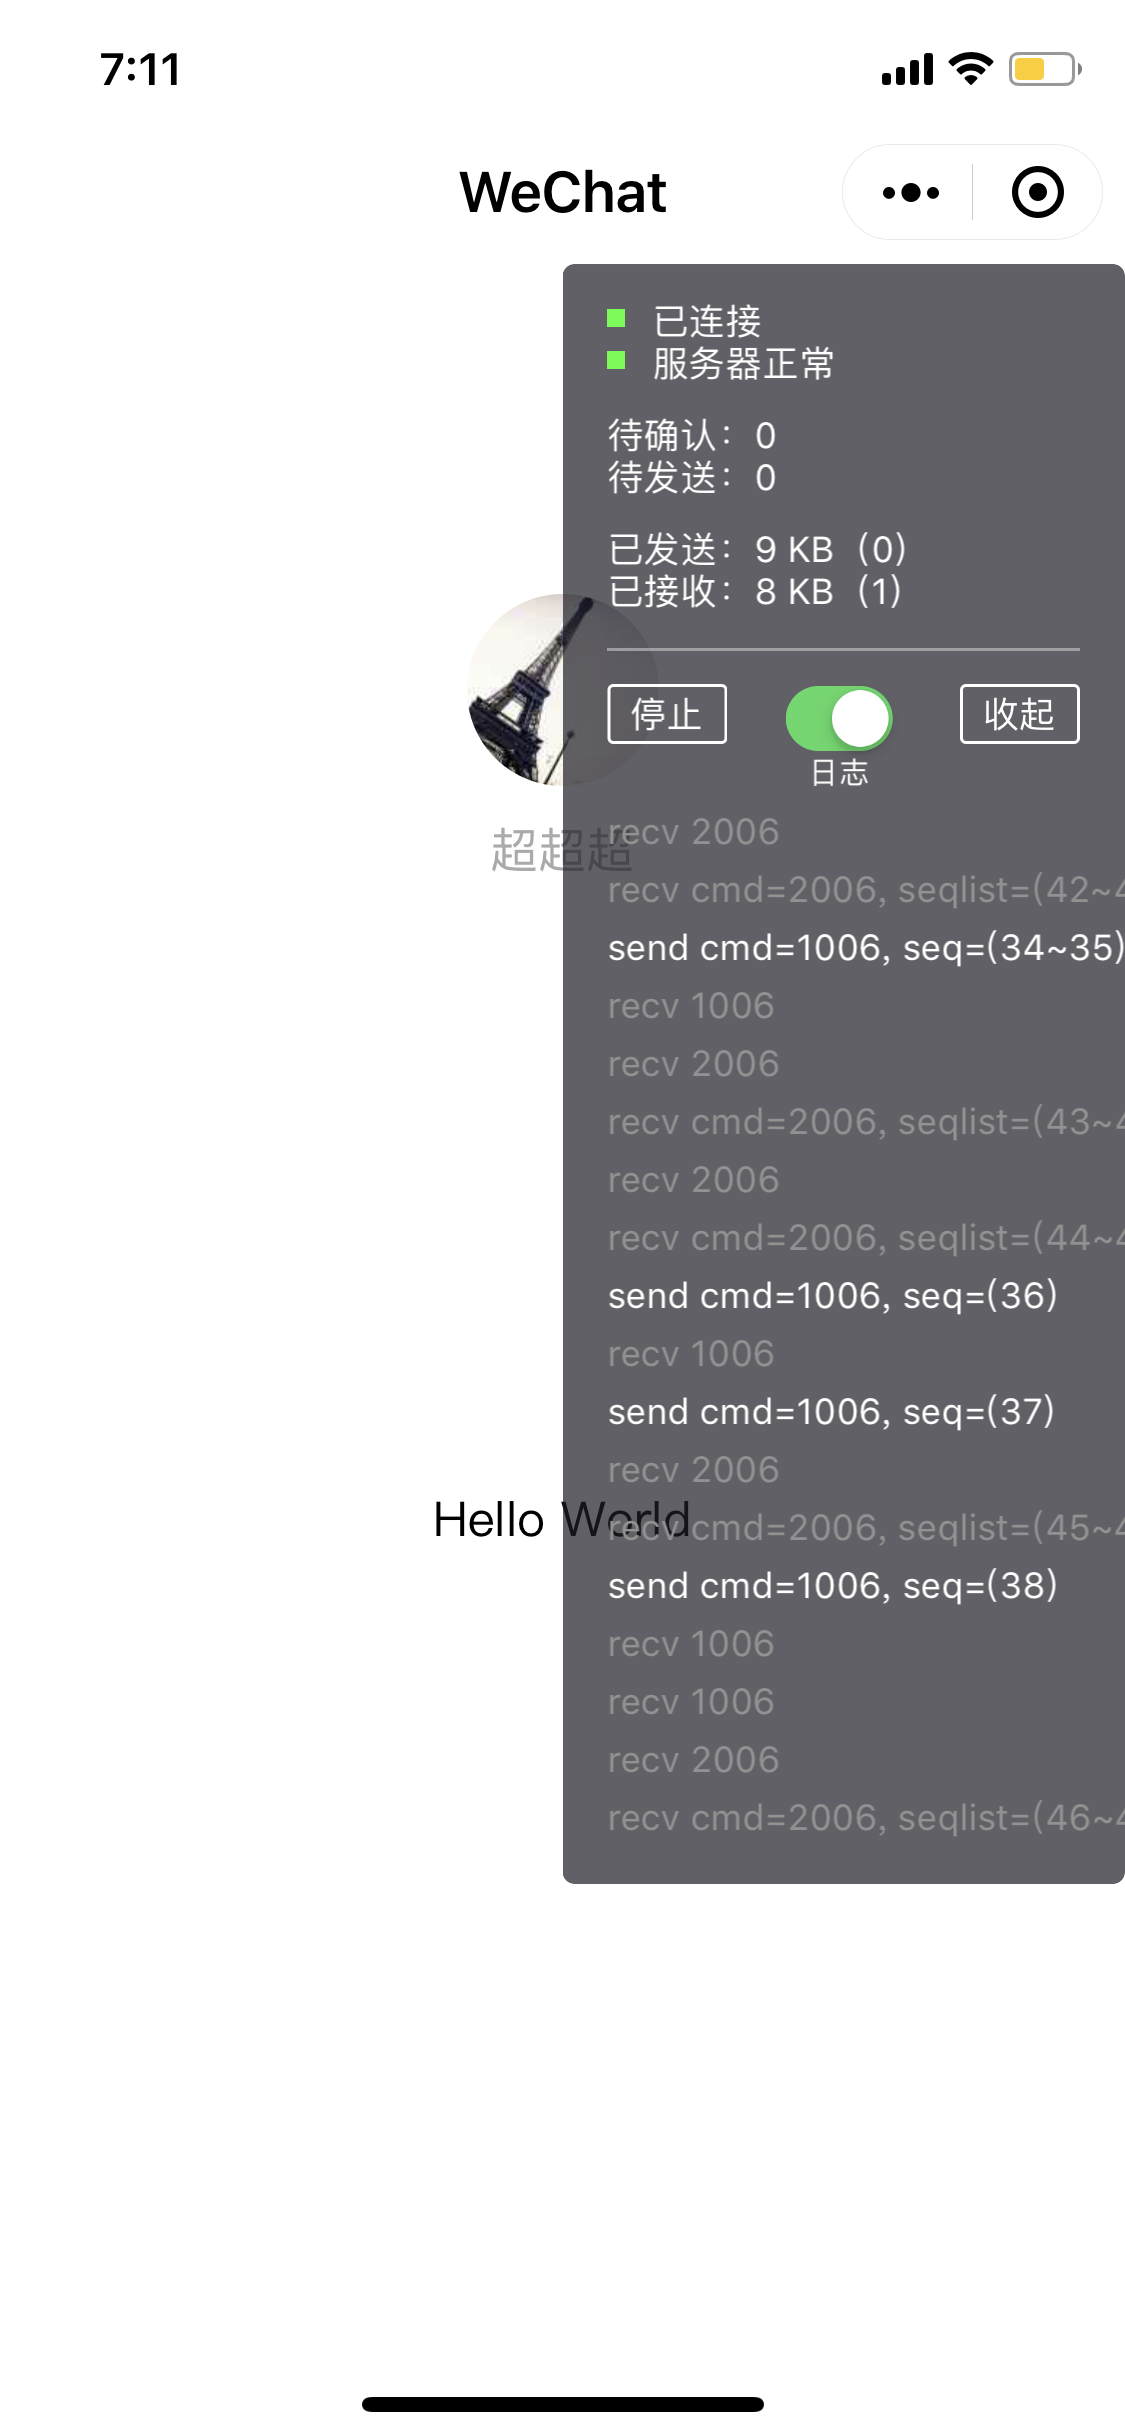 7:11
WeChat
已连接
服务器正常
待确认：0
待发送：0
已发送：9 KB（0）
已接收：8 KB（1）
停止
收起
日志
recv 2006
超超超
recv cmd=2006, seqlist=(42~4
send cmd=1006, seq=(34~35)
recv 1006
recv 2006
recv cmd=2006, seqlist=(43~4
recv 2006
recv cmd=2006, seqlist=(44~4
send cmd=1006, seq=(36)
recv 1006
send cmd=1006, seq=(37)
recv 2006
Hello World
recv cmd=2006, seqlist=(45~4
send cmd=1006, seq=(38)
recv 1006
recv 1006
recv 2006
recv cmd=2006, seqlist=(46~4